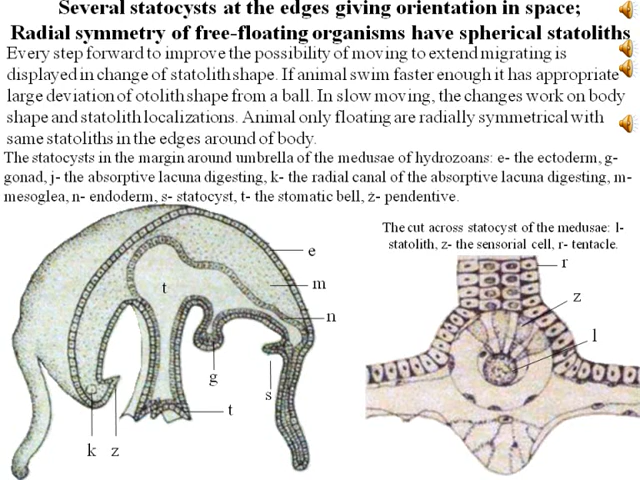 Several statocysts at the edges giving orientation in space;
Radial symmetry of free-floating organisms have spherical statoliths
Every step forward to improve the possibility of moving to extend migrating is
displayed in change of statolith shape. If animal swim faster enough it has appropriate
large deviation of otolith shape from a ball. In slow moving, the changes work on body
shape and statolith localizations. Animal only floating are radially symmetrical with
same statoliths in the edges around of body.
The statocysts in the margin around umbrella of the medusae of hydrozoans: e- the ectoderm, g-
gonad, j- the absorptive lacuna digesting, k- the radial canal of the absorptive lacuna digesting, m-
mesoglea, n- endoderm, s- statocyst, t- the stomatic bell, ż- pendentive.
The cut across statocyst of the medusae: l-
statolith, z- the sensorial cell, r- tentacle.
e
m
n
t
g
s
t
k z
r
z
l